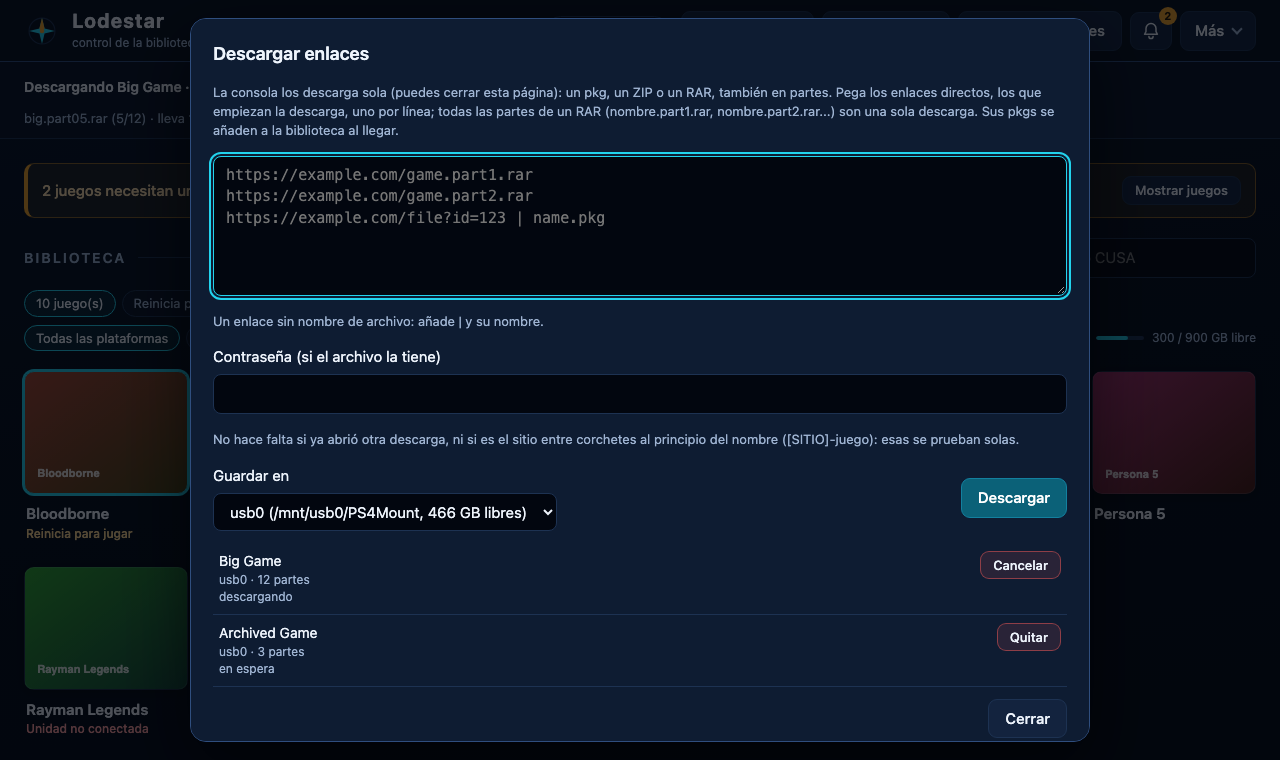 Lodestar
control de la bibliotec
es
2
Más
Descargando Big Game ·
big.part05.rar (5/12) · lleva
2 juegos necesitan un
Mostrar juegos
BIBLIOTECA
CUSA
10 juego(s)
Reinicia p
Todas las plataformas
300 / 900 GB libre
Bloodborne
Bloodborne
Reinicia para jugar
Persona 5
Persona 5
Rayman Legends
Rayman Legends
Unidad no conectada
Descargar enlaces
La consola los descarga sola (puedes cerrar esta página): un pkg, un ZIP o un RAR, también en partes. Pega los enlaces directos, los que
empiezan la descarga, uno por línea; todas las partes de un RAR (nombre.part1.rar, nombre.part2.rar...) son una sola descarga. Sus pkgs se
añaden a la biblioteca al llegar.
https://example.com/game.part1.rar
https://example.com/game.part2.rar
https://example.com/file?id=123 | name.pkg
Un enlace sin nombre de archivo: añade | y su nombre.
Contraseña (si el archivo la tiene)
No hace falta si ya abrió otra descarga, ni si es el sitio entre corchetes al principio del nombre ([SITIO]-juego): esas se prueban solas.
Guardar en
usb0 (/mnt/usb0/PS4Mount, 466 GB libres)
Descargar
Big Game
usb0 · 12 partes
descargando
Cancelar
Archived Game
usb0 · 3 partes
en espera
Quitar
Cerrar